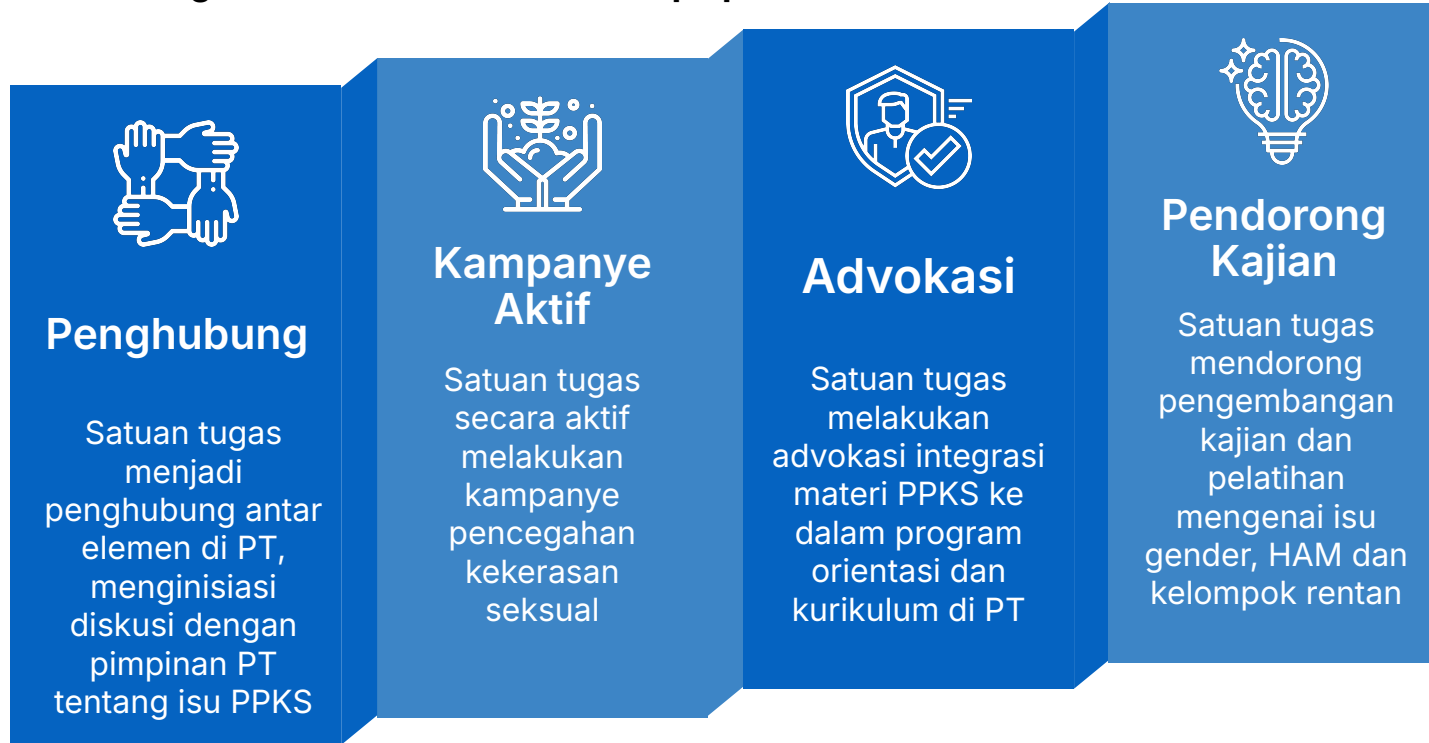 Penghubung
Satuan tugas
menjadi
penghubung antar
elemen di PT,
menginisiasi
diskusi dengan
pimpinan PT
tentang isu PPKS
Kampanye
Aktif
Satuan tugas
secara aktif
melakukan
kampanye
pencegahan
kekerasan
seksual
Advokasi
Satuan tugas
melakukan
advokasi integrasi
materi PPKS ke
dalam program
orientasi dan
kurikulum di PT
Pendorong
Kajian
Satuan tugas
mendorong
pengembangan
kajian dan
pelatihan
mengenai isu
gender, HAM dan
kelompok rentan